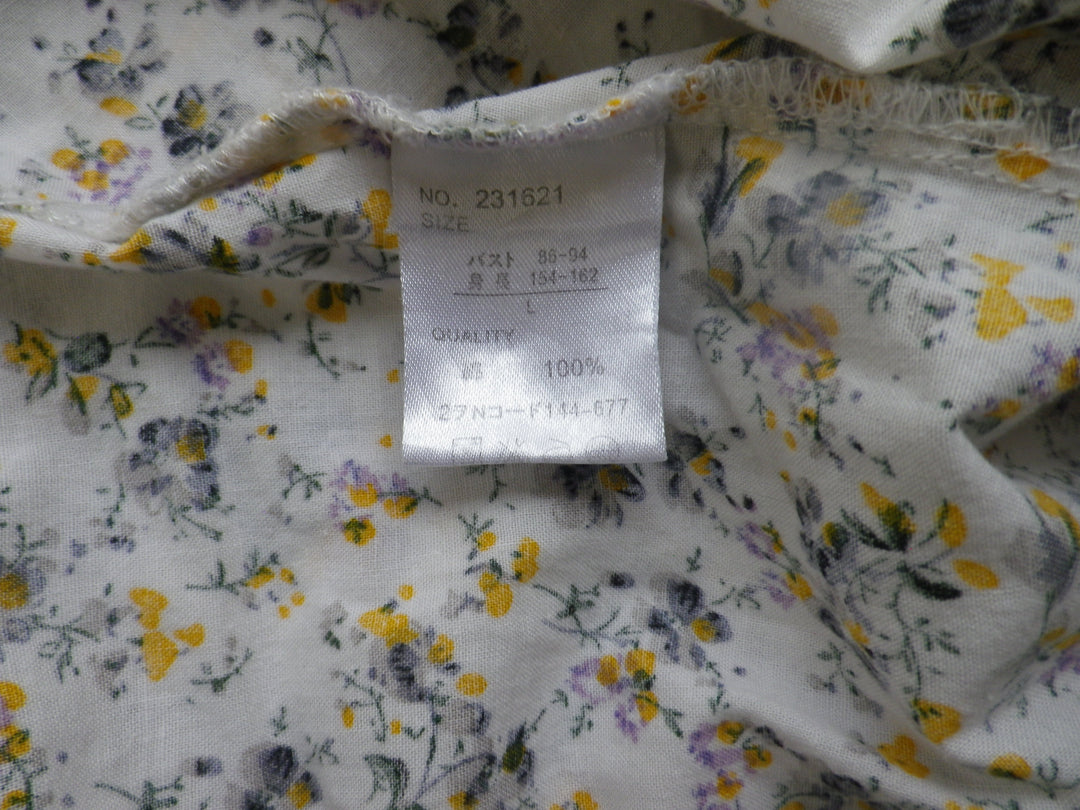 NO. 231621
SIZE
バスト 86-94
身長 154-162
L
QUALITY
綿 100%
2ヲNコード144-677